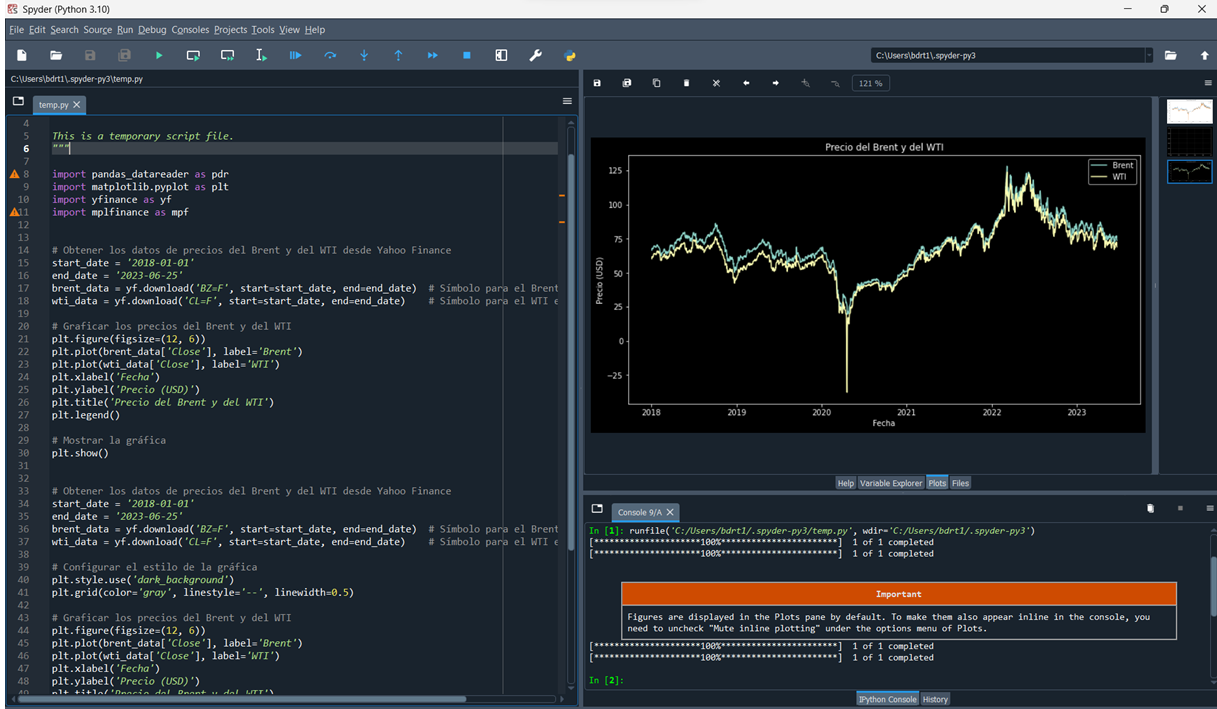 Spyder (Python 3.10)
File Edit Search Source Run Debug Consoles Projects Tools View Help
C:\Users\bdrt1\.spyder-py3
C:\Users\bdrt1\.spyder-py3\temp.py
temp.py
4
5 This is a temporary script file.
6 """
7
8 import pandas_datareader as pdr
9 import matplotlib.pyplot as plt
10 import yfinance as yf
11 import mplfinance as mpf
12
13
14 # Obtener los datos de precios del Brent y del WTI desde Yahoo Finance
15 start_date = '2018-01-01'
16 end_date = '2023-06-25'
17 brent_data = yf.download('BZ=F', start=start_date, end=end_date) # Símbolo para el Brent
18 wti_data = yf.download('CL=F', start=start_date, end=end_date) # Símbolo para el WTI e
19
20 # Graficar los precios del Brent y del WTI
21 plt.figure(figsize=(12, 6))
22 plt.plot(brent_data['Close'], label='Brent')
23 plt.plot(wti_data['Close'], label='WTI')
24 plt.xlabel('Fecha')
25 plt.ylabel('Precio (USD)')
26 plt.title('Precio del Brent y del WTI')
27 plt.legend()
28
29 # Mostrar la gráfica
30 plt.show()
31
32
33 # Obtener los datos de precios del Brent y del WTI desde Yahoo Finance
34 start_date = '2018-01-01'
35 end_date = '2023-06-25'
36 brent_data = yf.download('BZ=F', start=start_date, end=end_date) # Símbolo para el Brent
37 wti_data = yf.download('CL=F', start=start_date, end=end_date) # Símbolo para el WTI e
38
39 # Configurar el estilo de la gráfica
40 plt.style.use('dark_background')
41 plt.grid(color='gray', linestyle='--', linewidth=0.5)
42
43 # Graficar los precios del Brent y del WTI
44 plt.figure(figsize=(12, 6))
45 plt.plot(brent_data['Close'], label='Brent')
46 plt.plot(wti_data['Close'], label='WTI')
47 plt.xlabel('Fecha')
48 plt.ylabel('Precio (USD)')
49 plt.title('Precio del Brent y del WTI')
121 %
Precio del Brent y del WTI
Brent
WTI
125
100
75
50
25
0
−25
Precio (USD)
2018 2019 2020 2021 2022 2023
Fecha
Help Variable Explorer Plots Files
Console 9/A
In [1]: runfile('C:/Users/bdrt1/.spyder-py3/temp.py', wdir='C:/Users/bdrt1/.spyder-py3')
[*********************100%***********************] 1 of 1 completed
[*********************100%***********************] 1 of 1 completed
Important
Figures are displayed in the Plots pane by default. To make them also appear inline in the console, you
need to uncheck "Mute inline plotting" under the options menu of Plots.
[*********************100%***********************] 1 of 1 completed
[*********************100%***********************] 1 of 1 completed
In [2]:
IPython Console History